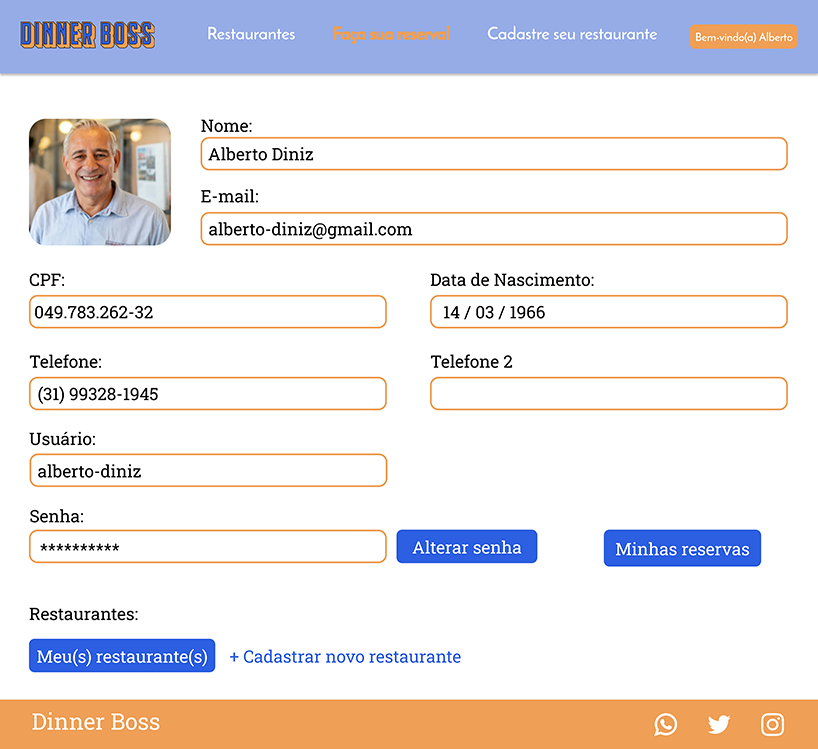 DINNER BOSS
Restaurantes
Faça sua reserva!
Cadastre seu restaurante
Bem-vindo(a) Alberto
Nome:
Alberto Diniz
E-mail:
alberto-diniz@gmail.com
CPF:
Data de Nascimento:
049.783.262-32
14 / 03 / 1966
Telefone:
Telefone 2
(31) 99328-1945
Usuário:
alberto-diniz
Senha:
**********
Alterar senha
Minhas reservas
Restaurantes:
Meu(s) restaurante(s)
+ Cadastrar novo restaurante
Dinner Boss